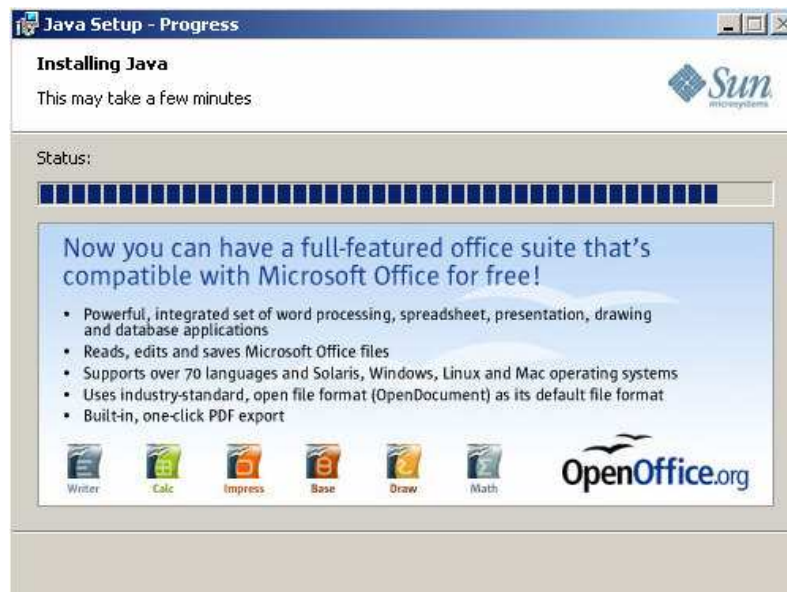 Java Setup - Progress
Installing Java
This may take a few minutes
Sun
microsystems
Status:
Now you can have a full-featured office suite that's
compatible with Microsoft Office for free!
• Powerful, integrated set of word processing, spreadsheet, presentation, drawing
and database applications
• Reads, edits and saves Microsoft Office files
• Supports over 70 languages and Solaris, Windows, Linux and Mac operating systems
• Uses industry-standard, open file format (OpenDocument) as its default file format
• Built-in, one-click PDF export
Writer Calc Impress Base Draw Math
OpenOffice.org